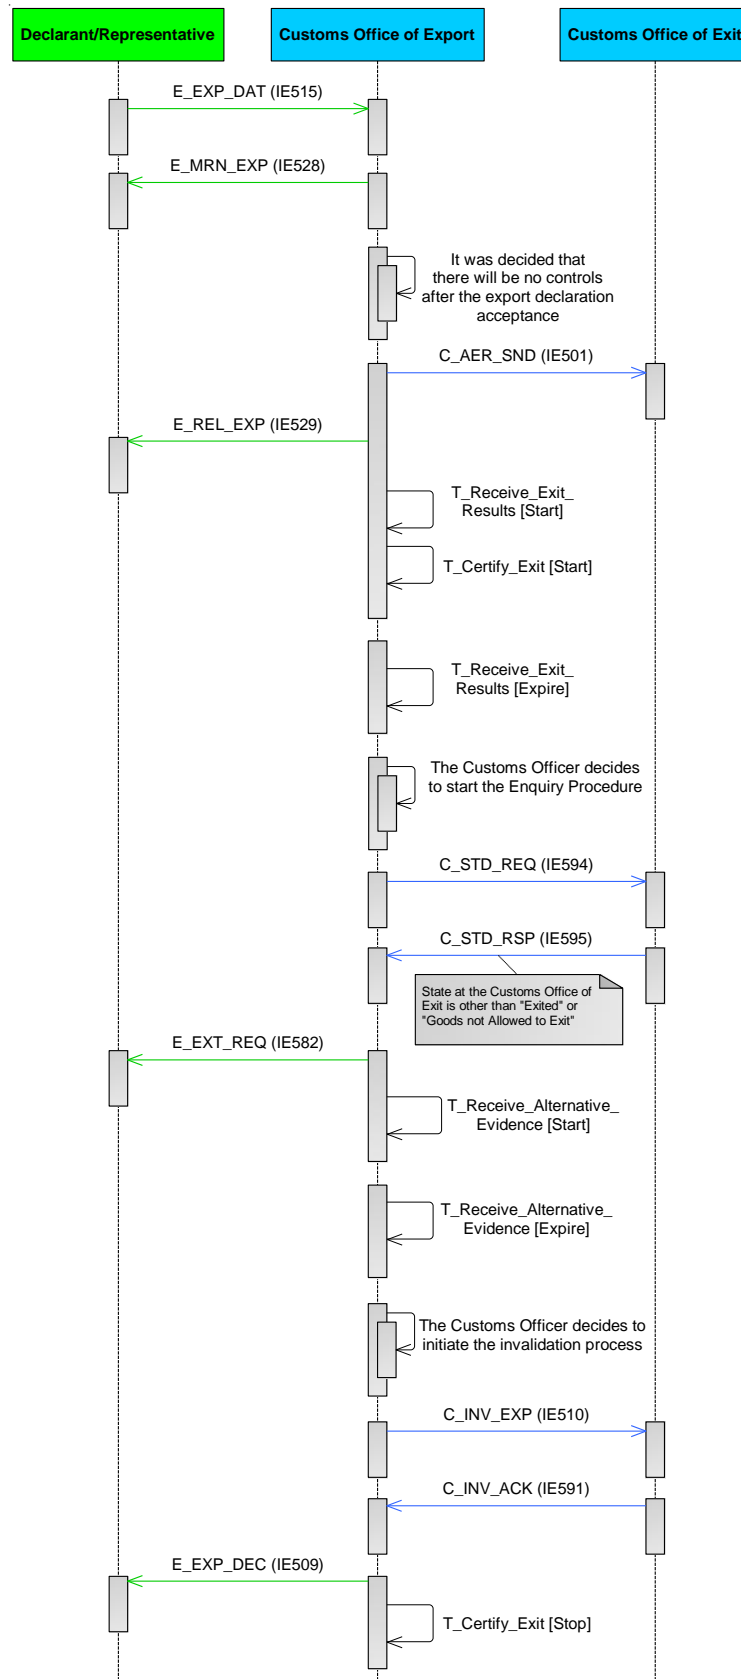 Declarant/Representative
Customs Office of Export
Customs Office of Exit
E_EXP_DAT (IE515)
E_MRN_EXP (IE528)
It was decided that
there will be no controls
after the export declaration
acceptance
C_AER_SND (IE501)
E_REL_EXP (IE529)
T_Receive_Exit_
Results [Start]
T_Certify_Exit [Start]
T_Receive_Exit_
Results [Expire]
The Customs Officer decides
to start the Enquiry Procedure
C_STD_REQ (IE594)
C_STD_RSP (IE595)
State at the Customs Office of
Exit is other than "Exited" or
"Goods not Allowed to Exit"
E_EXT_REQ (IE582)
T_Receive_Alternative_
Evidence [Start]
T_Receive_Alternative_
Evidence [Expire]
The Customs Officer decides to
initiate the invalidation process
C_INV_EXP (IE510)
C_INV_ACK (IE591)
E_EXP_DEC (IE509)
T_Certify_Exit [Stop]